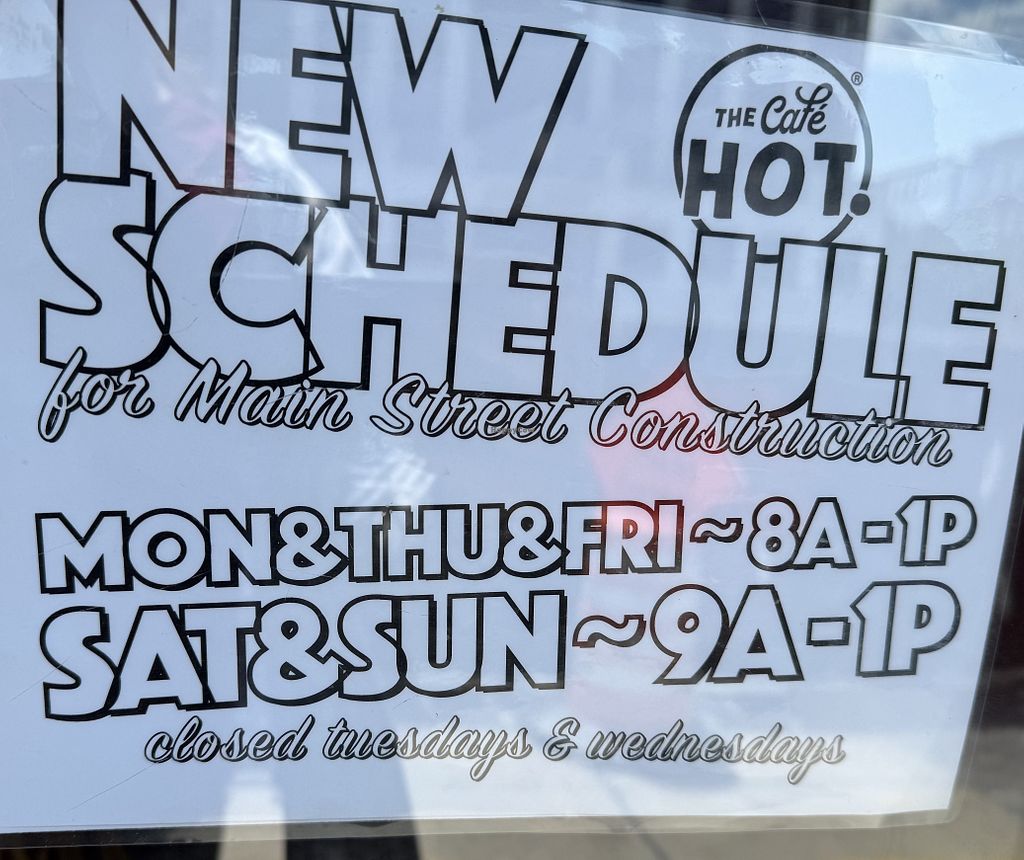 NEW
THE Café
HOT.®
SCHEDULE
for Main Street Construction
MON&THU&FRI~8A-1P
SAT&SUN~9A-1P
closed tuesdays & wednesdays